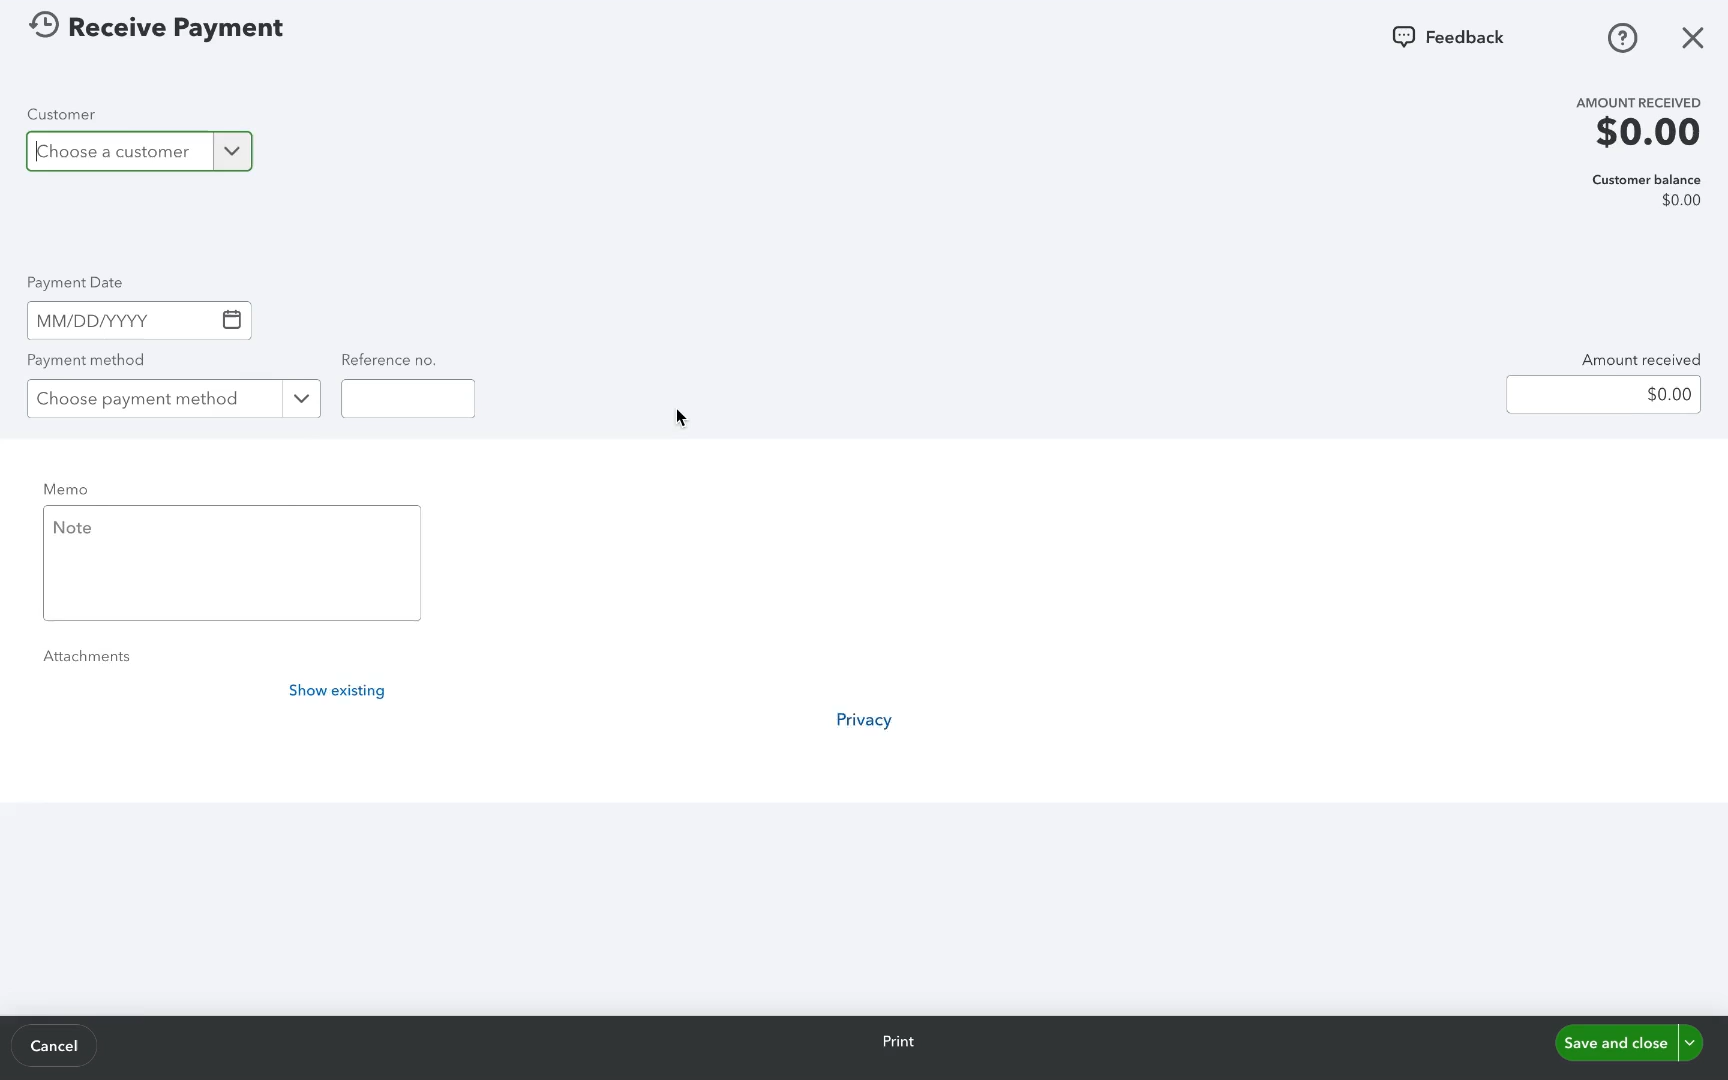 Receive Payment
Feedback
Customer
Choose a customer
AMOUNT RECEIVED
$0.00
Customer balance
$0.00
Payment Date
MM/DD/YYYY
Payment method
Reference no.
Amount received
Choose payment method
$0.00
Memo
Note
Attachments
Show existing
Privacy
Cancel
Print
Save and close